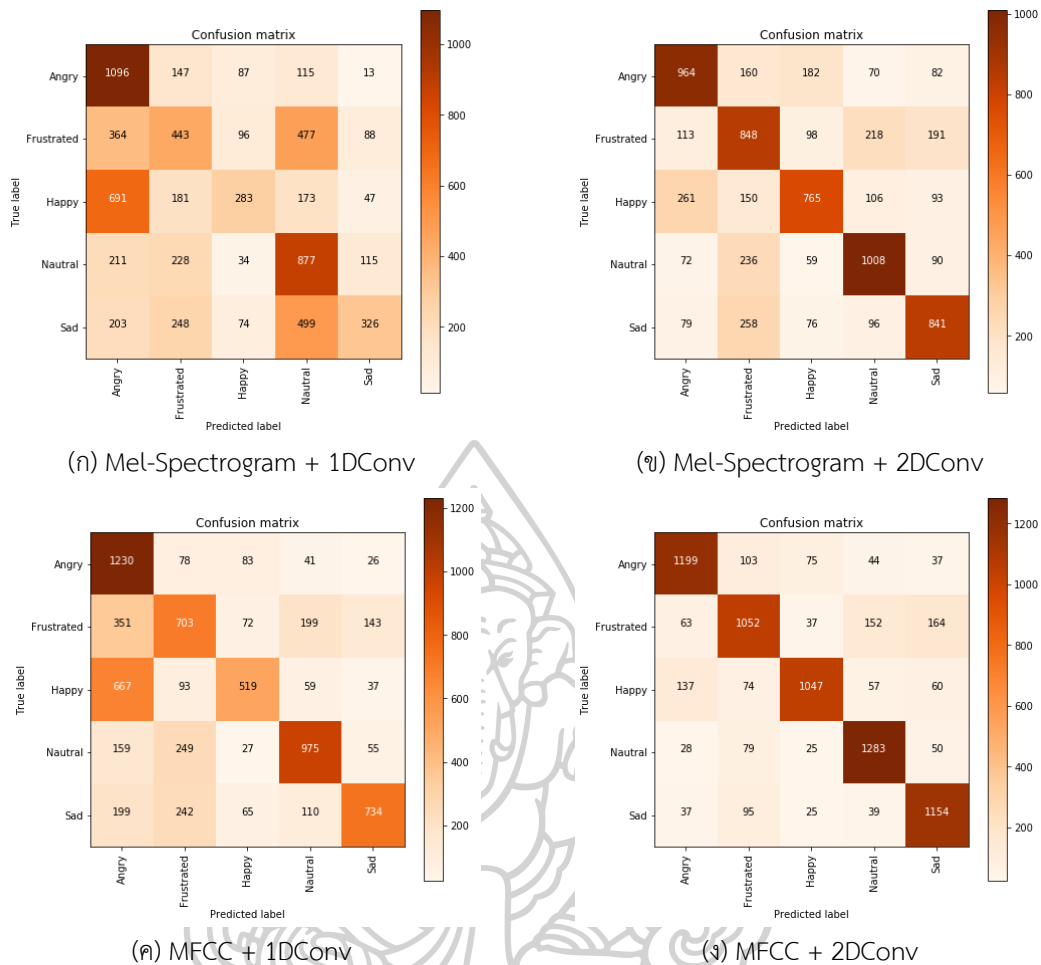 Confusion matrix
Angry 1096 147 87 115 13
Frustrated 364 443 96 477 88
Happy 691 181 283 173 47
Nautral 211 228 34 877 115
Sad 203 248 74 499 326
Angry Frustrated Happy Nautral Sad
True label
Predicted label
1000
800
600
400
200
(ก) Mel-Spectrogram + 1DConv
Confusion matrix
Angry 964 160 182 70 82
Frustrated 113 848 98 218 191
Happy 261 150 765 106 93
Nautral 72 236 59 1008 90
Sad 79 258 76 96 841
Angry Frustrated Happy Nautral Sad
True label
Predicted label
1000
800
600
400
200
(ข) Mel-Spectrogram + 2DConv
Confusion matrix
Angry 1230 78 83 41 26
Frustrated 351 703 72 199 143
Happy 667 93 519 59 37
Nautral 159 249 27 975 55
Sad 199 242 65 110 734
Angry Frustrated Happy Nautral Sad
True label
Predicted label
1200
1000
800
600
400
200
(ค) MFCC + 1DConv
Confusion matrix
Angry 1199 103 75 44 37
Frustrated 63 1052 37 152 164
Happy 137 74 1047 57 60
Nautral 28 79 25 1283 50
Sad 37 95 25 39 1154
Angry Frustrated Happy Nautral Sad
True label
Predicted label
1200
1000
800
600
400
200
(ง) MFCC + 2DConv